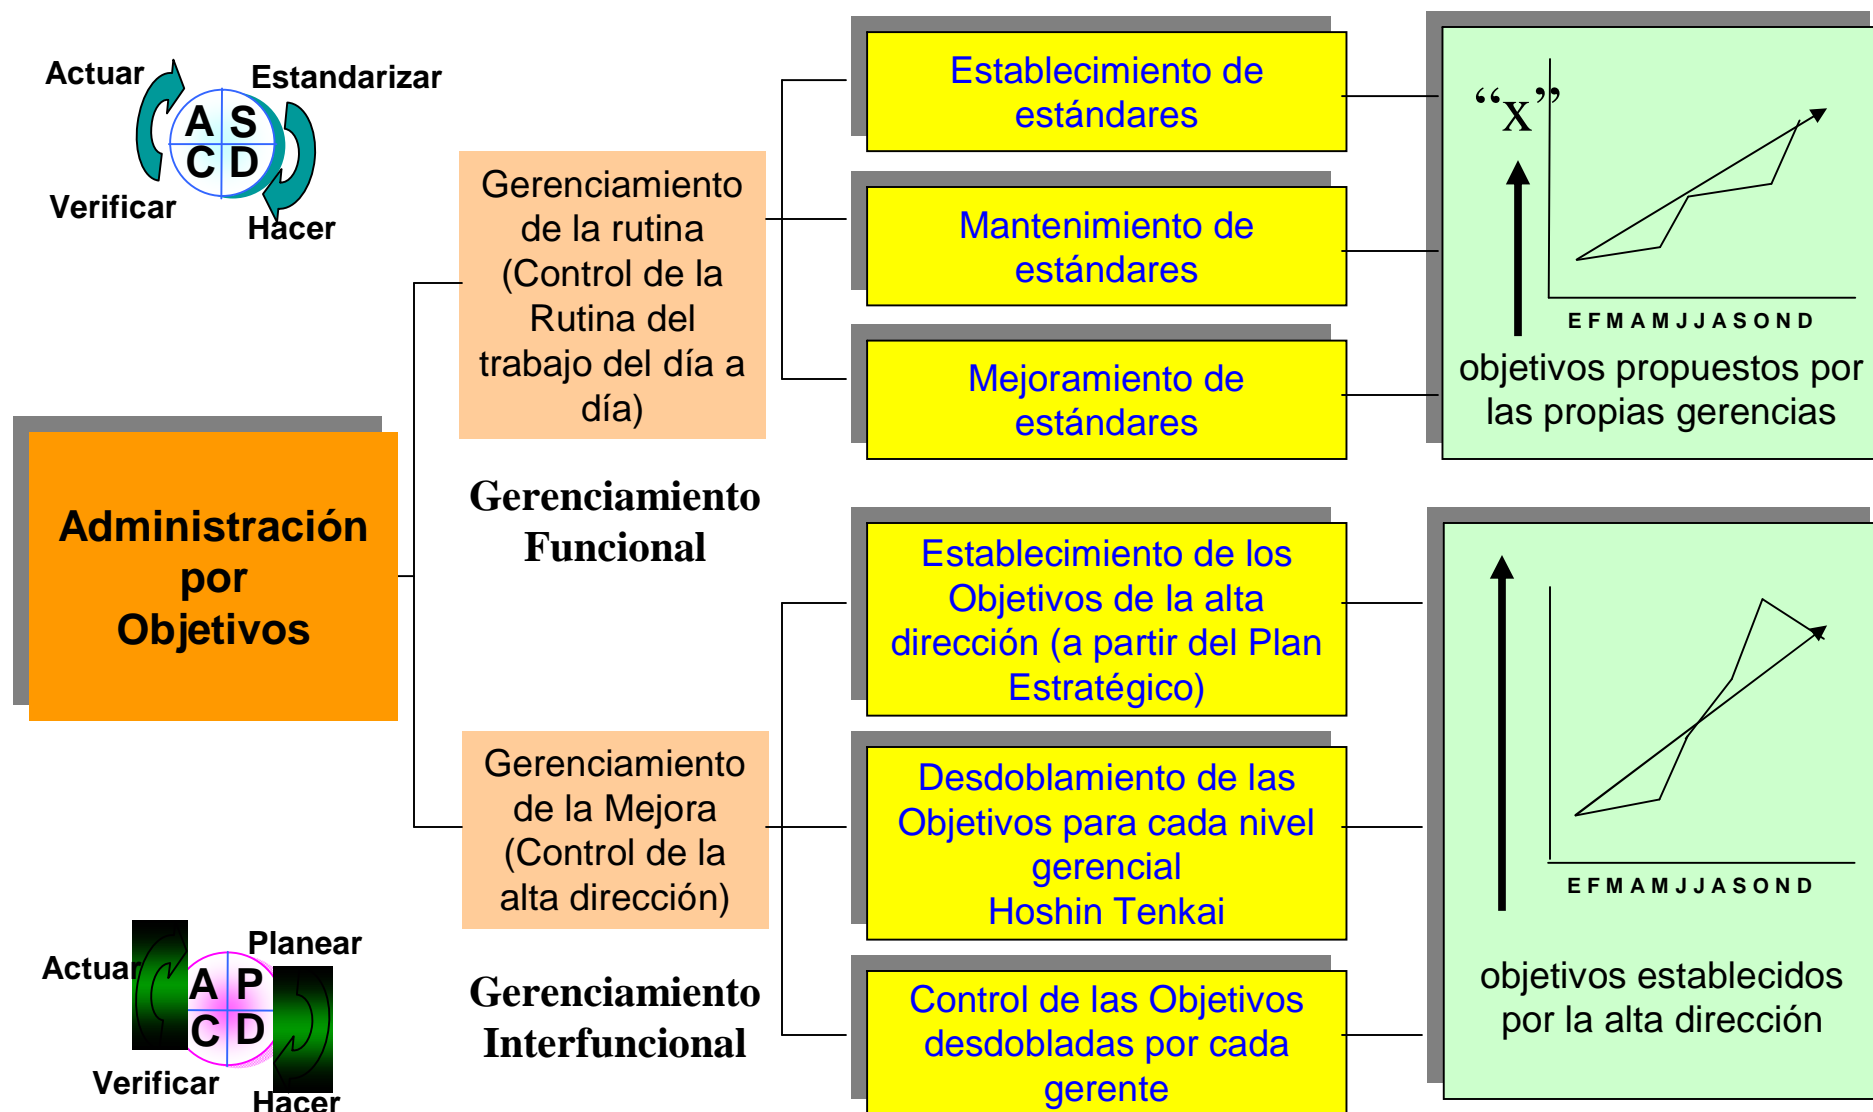 Actuar
Estandarizar
A S
C D
Verificar
Hacer
Administración
por
Objetivos
Gerenciamiento
de la rutina
(Control de la
Rutina del
trabajo del día a
día)
Gerenciamiento
Funcional
Establecimiento de
estándares
Mantenimiento de
estándares
Mejoramiento de
estándares
“x”
E F M A M J J A S O N D
objetivos propuestos por
las propias gerencias
Gerenciamiento
de la Mejora
(Control de la
alta dirección)
Gerenciamiento
Interfuncional
Establecimiento de los
Objetivos de la alta
dirección (a partir del Plan
Estratégico)
Desdoblamiento de las
Objetivos para cada nivel
gerencial
Hoshin Tenkai
Control de las Objetivos
desdobladas por cada
gerente
E F M A M J J A S O N D
objetivos establecidos
por la alta dirección
Actuar
Planear
A P
C D
Verificar
Hacer